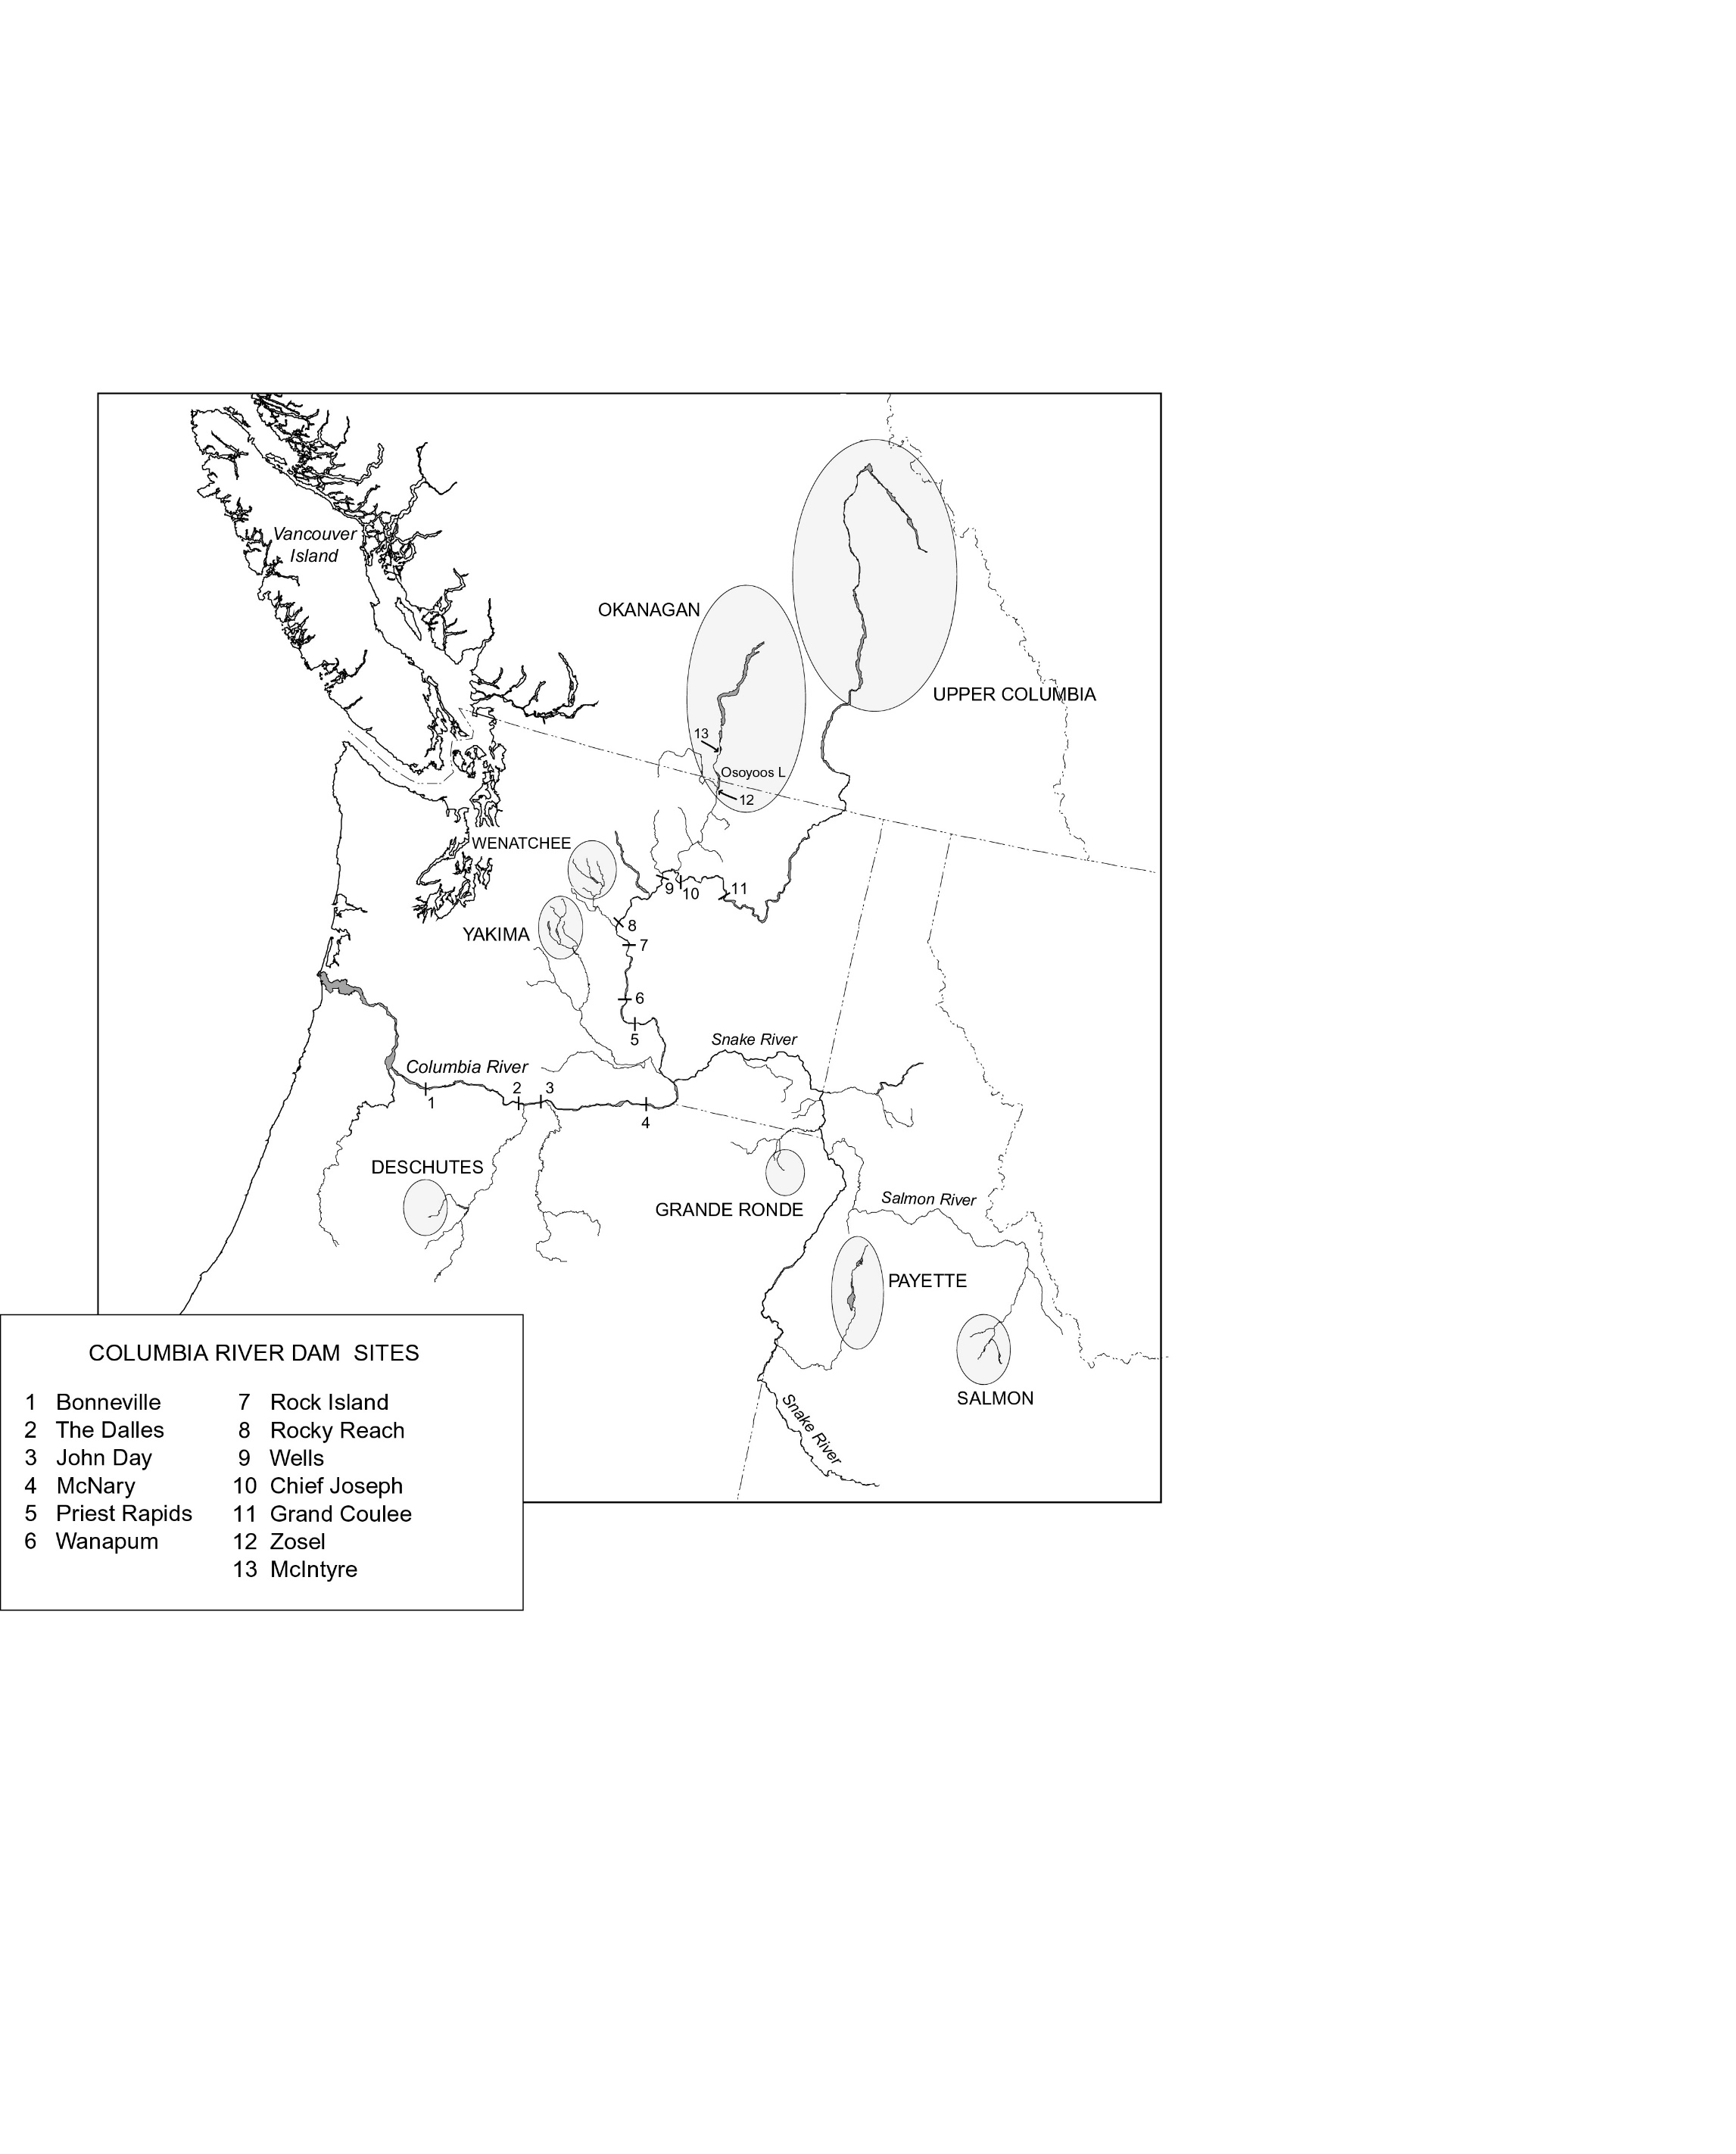 Vancouver
Island
OKANAGAN
UPPER COLUMBIA
13
Osoyoos L
12
WENATCHEE
9
10
11
8
YAKIMA
7
6
5
Snake River
Columbia River
2
3
1
4
DESCHUTES
GRANDE RONDE
Salmon River
PAYETTE
SALMON
Snake River
COLUMBIA RIVER DAM SITES
1 Bonneville
2 The Dalles
3 John Day
4 McNary
5 Priest Rapids
6 Wanapum
7 Rock Island
8 Rocky Reach
9 Wells
10 Chief Joseph
11 Grand Coulee
12 Zosel
13 McIntyre